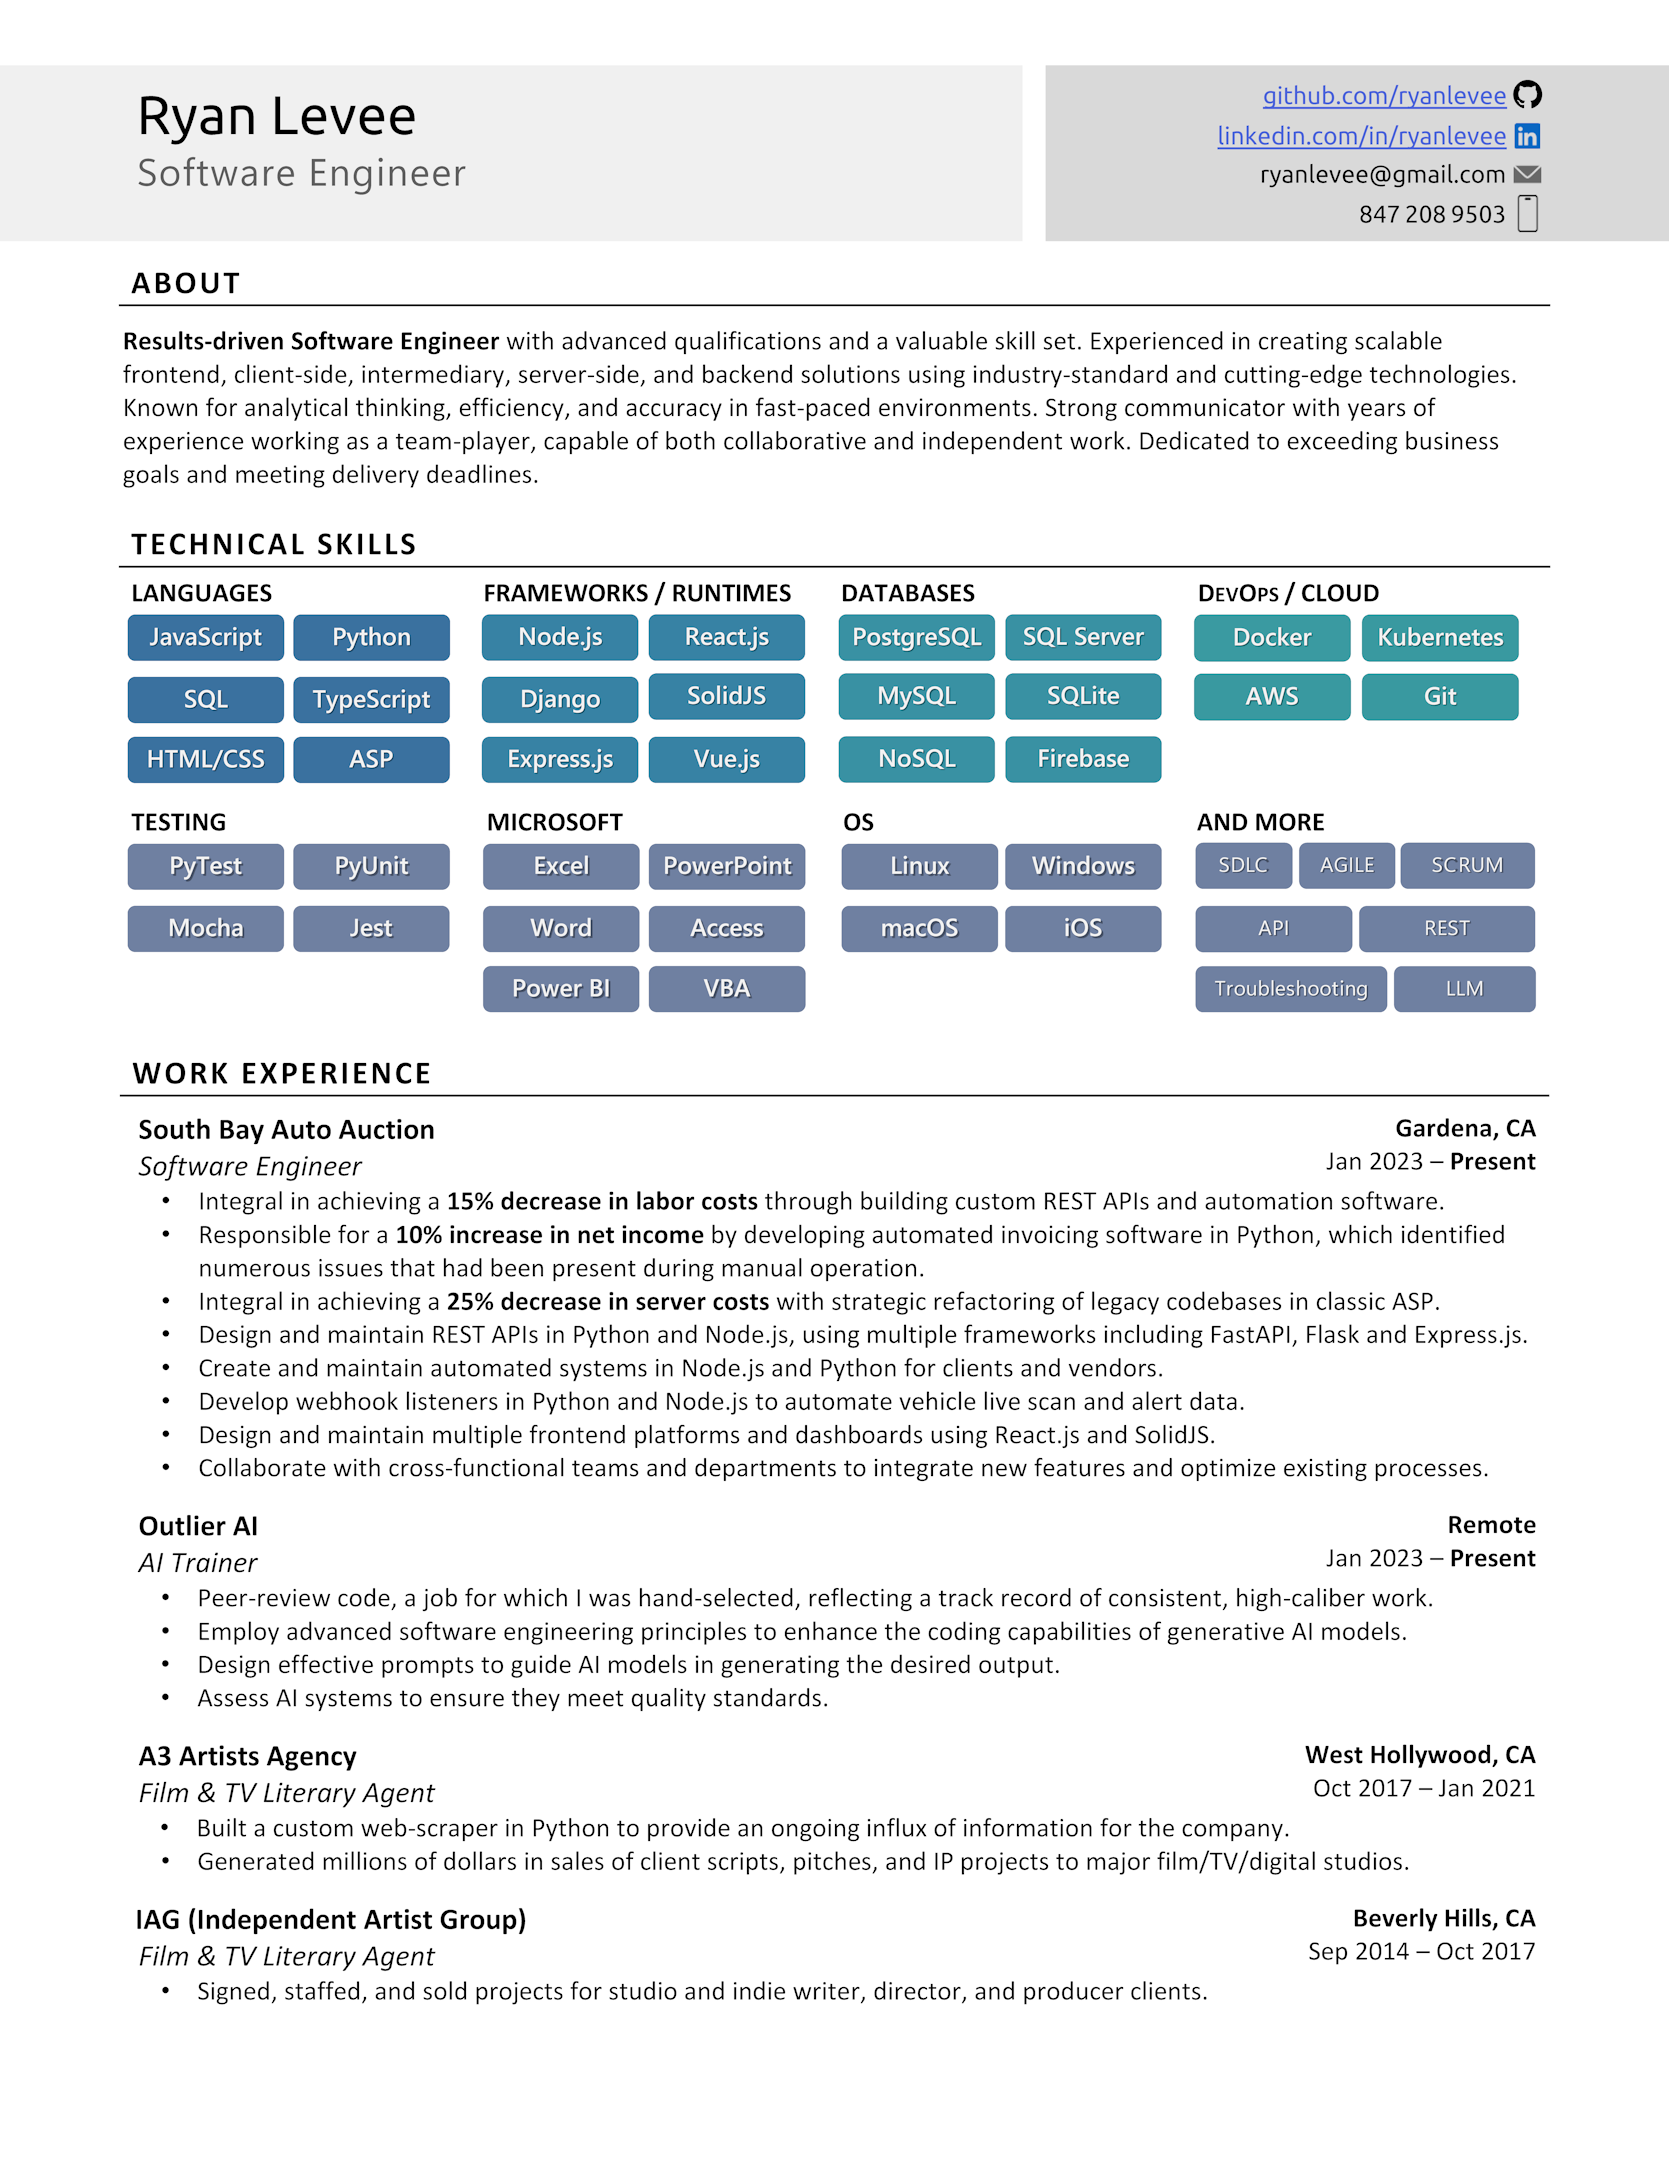 Ryan Levee
Software Engineer
github.com/ryanlevee
linkedin.com/in/ryanlevee
ryanlevee@gmail.com
847 208 9503
ABOUT
Results-driven Software Engineer with advanced qualifications and a valuable skill set. Experienced in creating scalable
frontend, client-side, intermediary, server-side, and backend solutions using industry-standard and cutting-edge technologies.
Known for analytical thinking, efficiency, and accuracy in fast-paced environments. Strong communicator with years of
experience working as a team-player, capable of both collaborative and independent work. Dedicated to exceeding business
goals and meeting delivery deadlines.
TECHNICAL SKILLS
LANGUAGES
JavaScript Python
SQL TypeScript
HTML/CSS ASP
FRAMEWORKS / RUNTIMES
Node.js React.js
Django SolidJS
Express.js Vue.js
DATABASES
PostgreSQL SQL Server
MySQL SQLite
NoSQL Firebase
DEVOPS / CLOUD
Docker Kubernetes
AWS Git
TESTING
PyTest PyUnit
Mocha Jest
MICROSOFT
Excel PowerPoint
Word Access
Power BI VBA
OS
Linux Windows
macOS iOS
AND MORE
SDLC AGILE SCRUM
API REST
Troubleshooting LLM
WORK EXPERIENCE
South Bay Auto Auction Gardena, CA
Software Engineer Jan 2023 – Present
• Integral in achieving a 15% decrease in labor costs through building custom REST APIs and automation software.
• Responsible for a 10% increase in net income by developing automated invoicing software in Python, which identified
numerous issues that had been present during manual operation.
• Integral in achieving a 25% decrease in server costs with strategic refactoring of legacy codebases in classic ASP.
• Design and maintain REST APIs in Python and Node.js, using multiple frameworks including FastAPI, Flask and Express.js.
• Create and maintain automated systems in Node.js and Python for clients and vendors.
• Develop webhook listeners in Python and Node.js to automate vehicle live scan and alert data.
• Design and maintain multiple frontend platforms and dashboards using React.js and SolidJS.
• Collaborate with cross-functional teams and departments to integrate new features and optimize existing processes.
Outlier AI Remote
AI Trainer Jan 2023 – Present
• Peer-review code, a job for which I was hand-selected, reflecting a track record of consistent, high-caliber work.
• Employ advanced software engineering principles to enhance the coding capabilities of generative AI models.
• Design effective prompts to guide AI models in generating the desired output.
• Assess AI systems to ensure they meet quality standards.
A3 Artists Agency West Hollywood, CA
Film & TV Literary Agent Oct 2017 – Jan 2021
• Built a custom web-scraper in Python to provide an ongoing influx of information for the company.
• Generated millions of dollars in sales of client scripts, pitches, and IP projects to major film/TV/digital studios.
IAG (Independent Artist Group) Beverly Hills, CA
Film & TV Literary Agent Sep 2014 – Oct 2017
• Signed, staffed, and sold projects for studio and indie writer, director, and producer clients.